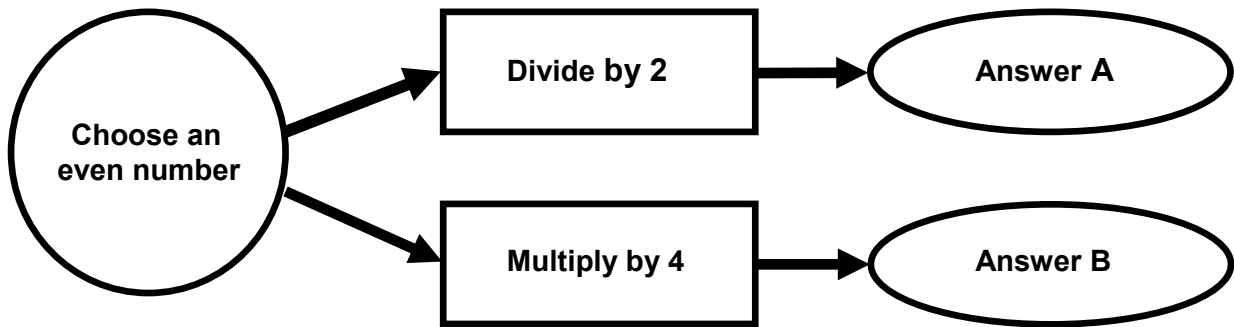 Choose an
even number
Divide by 2
Answer A
Multiply by 4
Answer B